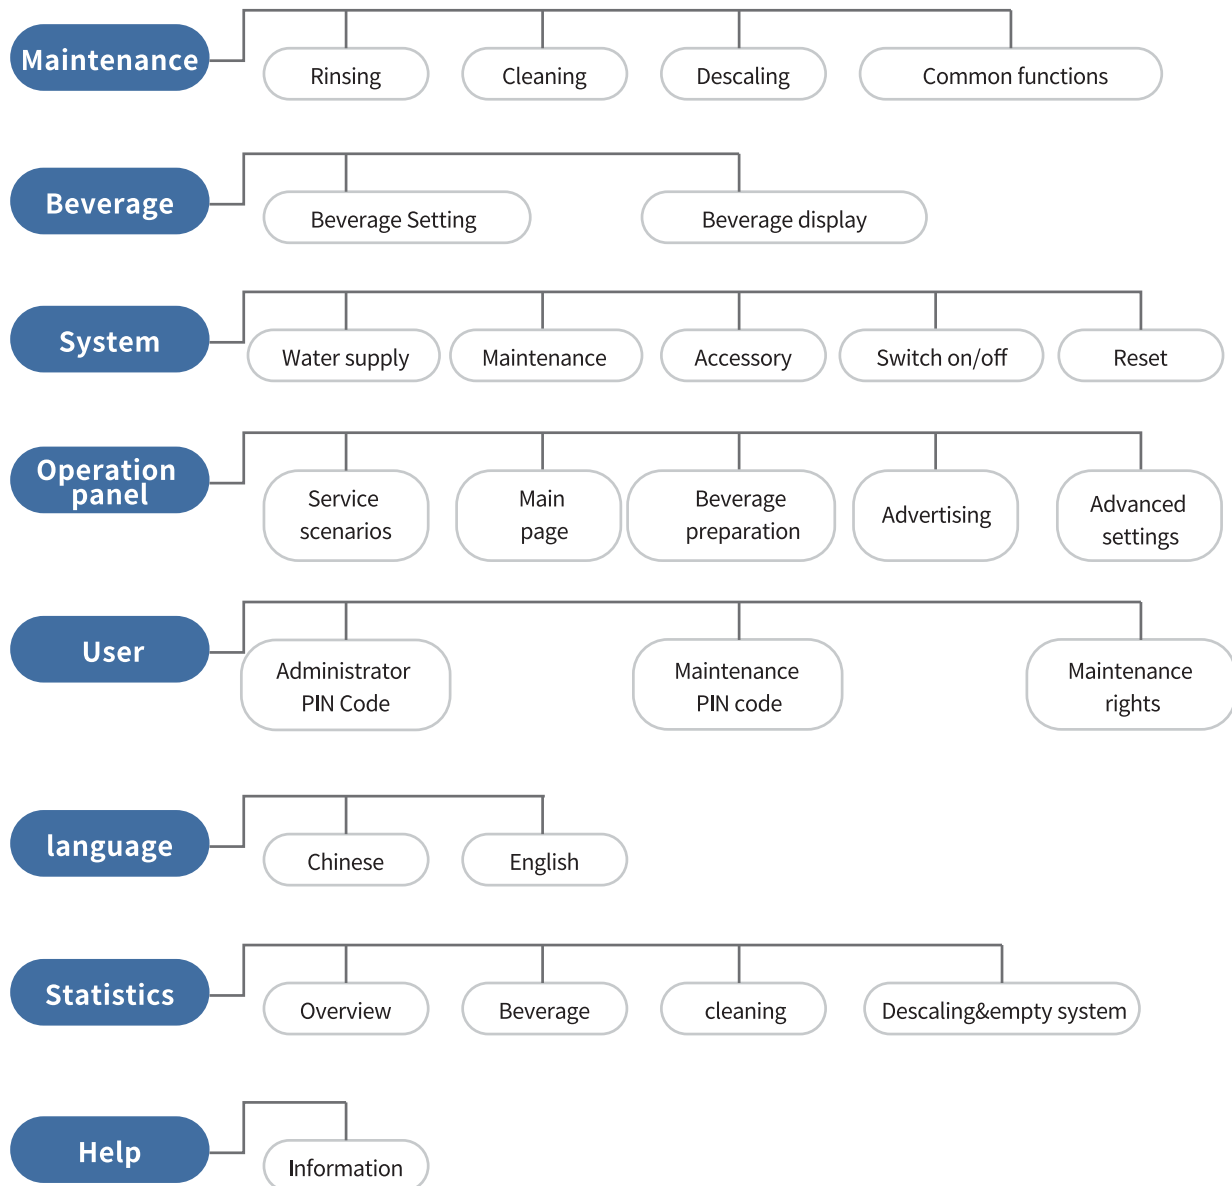 Maintenance
Rinsing
Cleaning
Descaling
Common functions
Beverage
Beverage Setting
Beverage display
System
Water supply
Maintenance
Accessory
Switch on/off
Reset
Operation
panel
Service
scenarios
Main
page
Beverage
preparation
Advertising
Advanced
settings
User
Administrator
PIN Code
Maintenance
PIN code
Maintenance
rights
language
Chinese
English
Statistics
Overview
Beverage
cleaning
Descaling&empty system
Help
Information